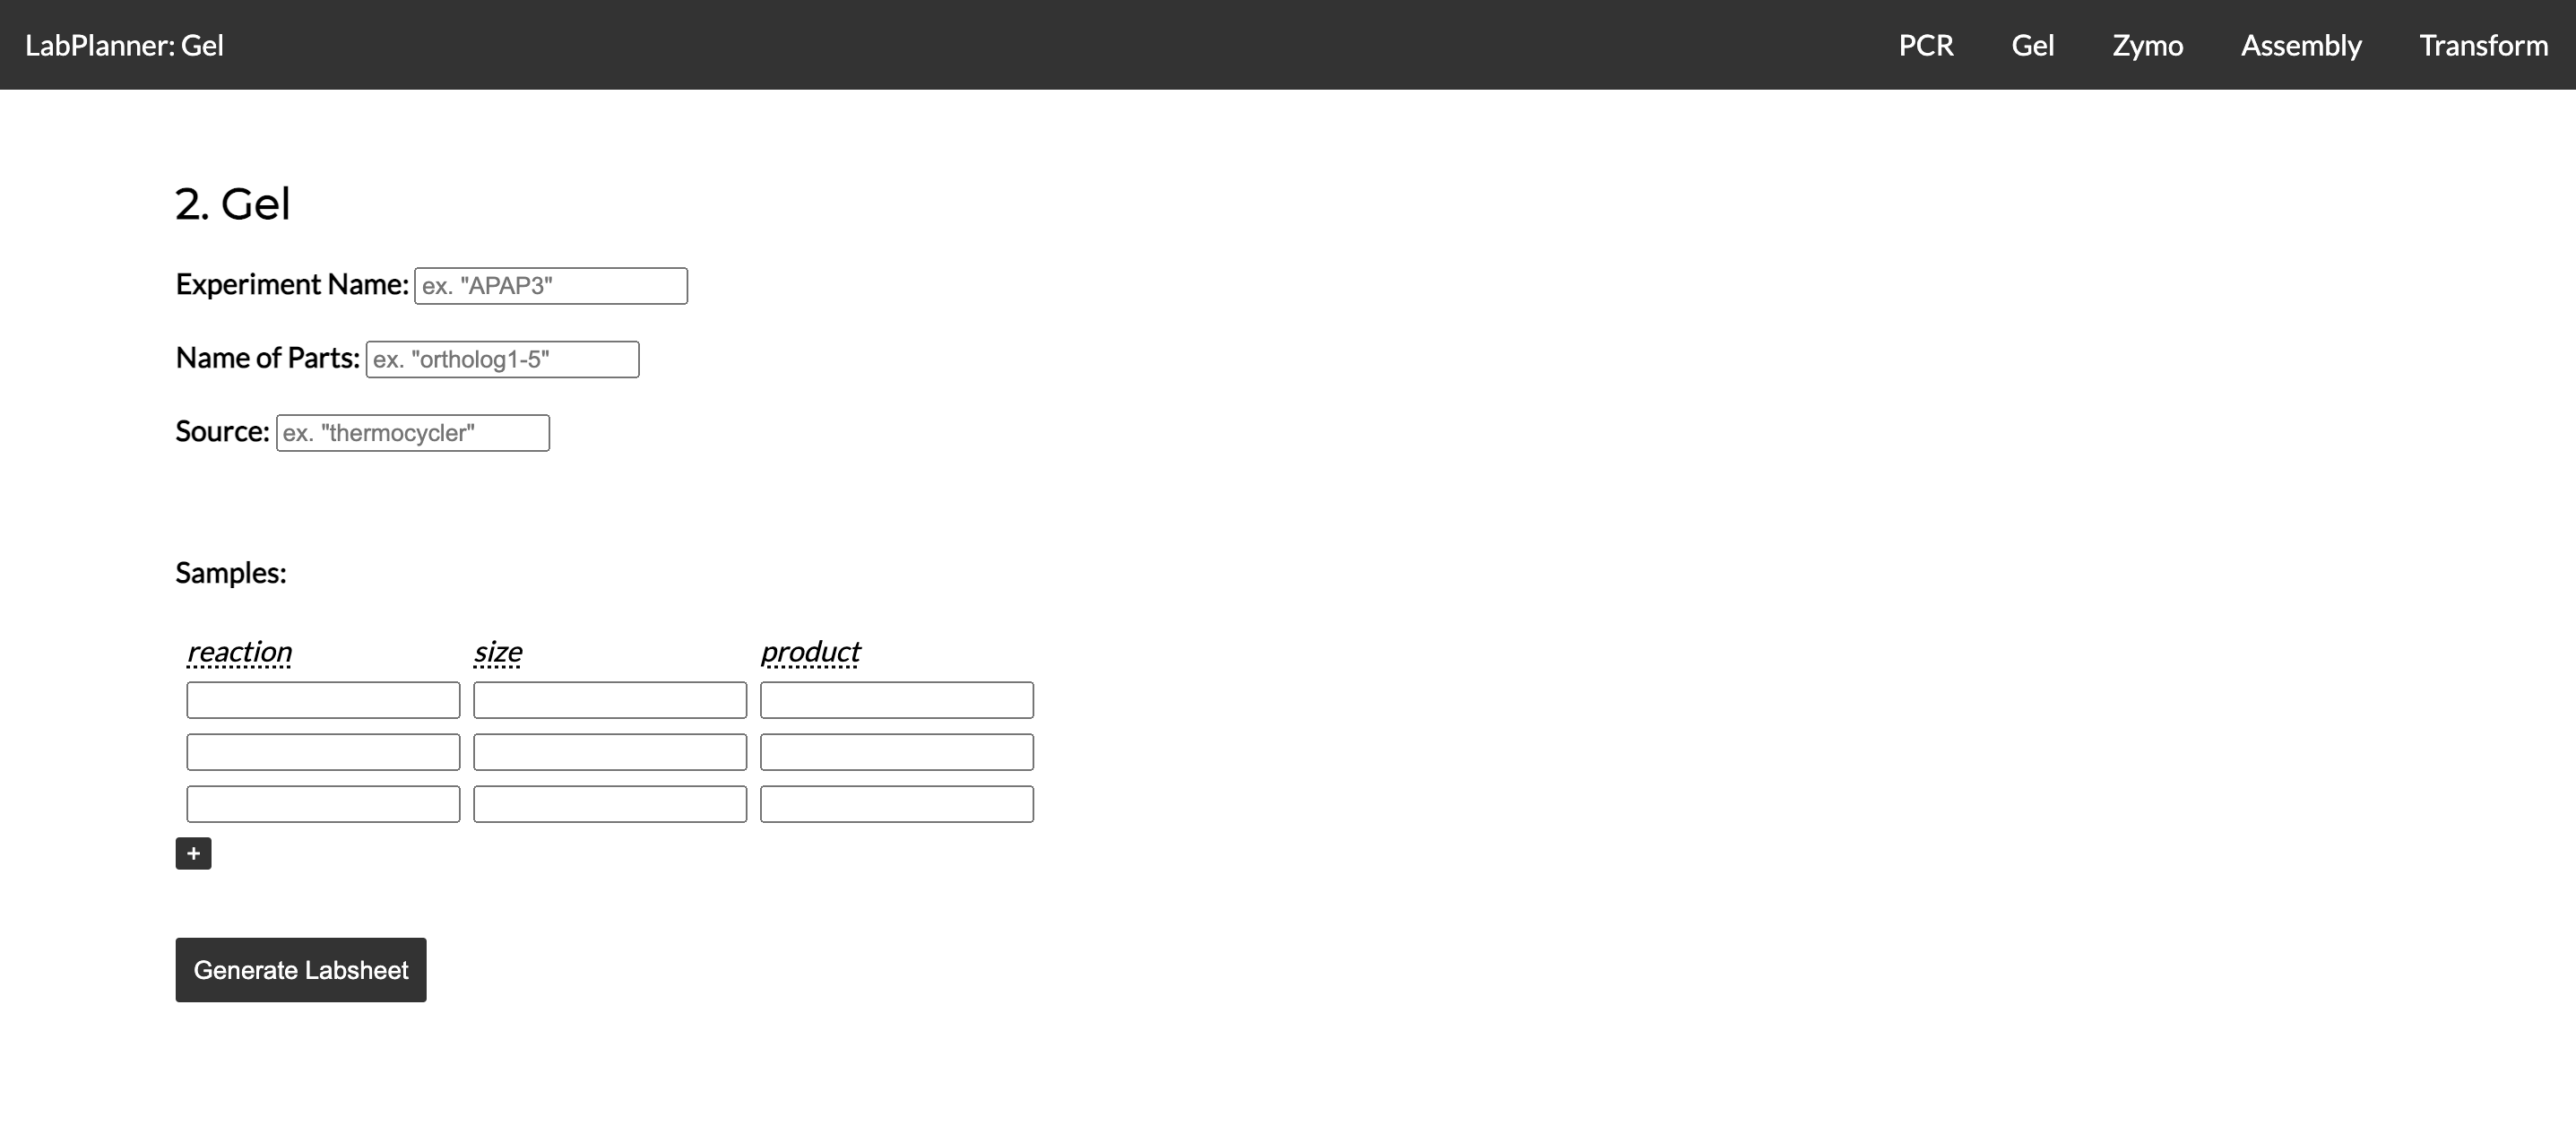 LabPlanner: Gel PCR Gel Zymo Assembly Transform
2. Gel
Experiment Name: ex. "APAP3"
Name of Parts: ex. "ortholog1-5"
Source: ex. "thermocycler"
Samples:
reaction size product
+
Generate Labsheet